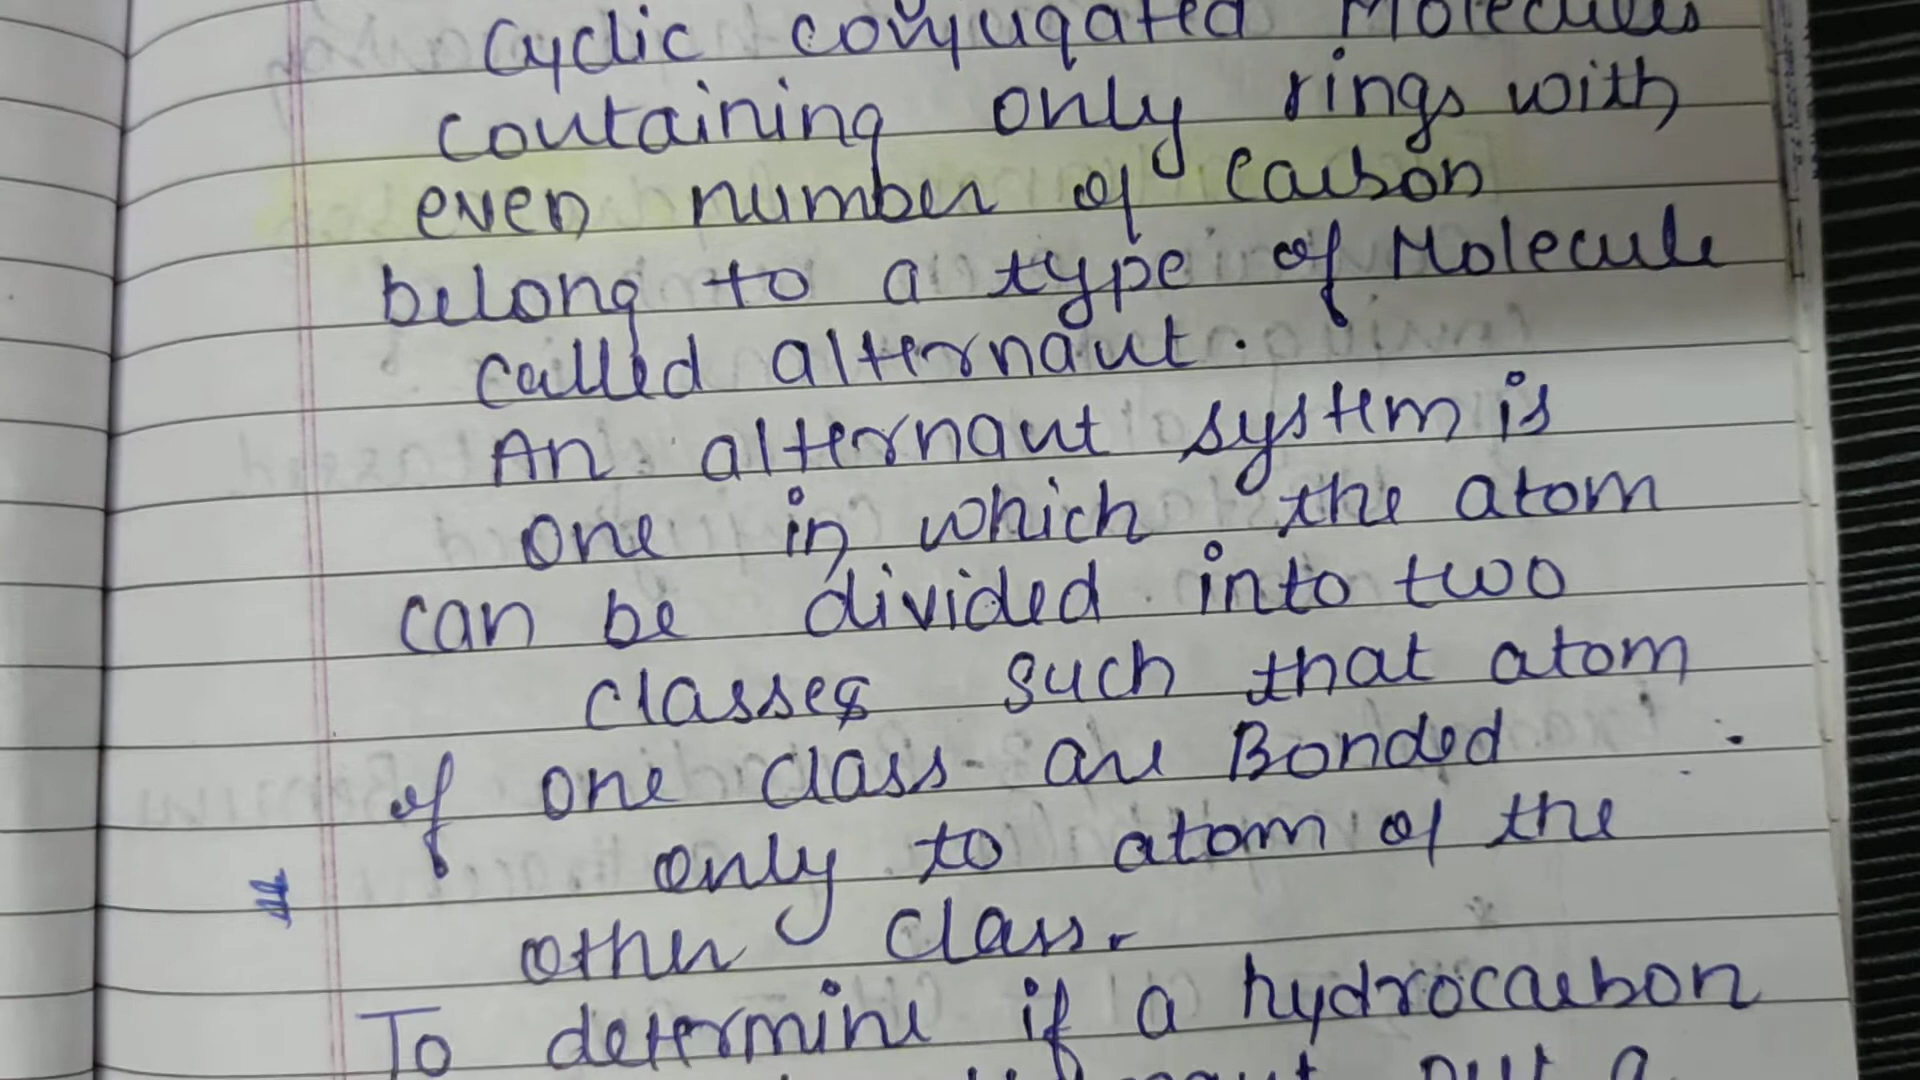 Cyclic conjugated Molecules
containing only rings with
even number of carbon
belong to a type of Molecule
called alternant.
An alternant system is
one in which the atom
can be divided into two
classes such that atom
of one class are Bonded
only to atom of the
other class.
To determine if a hydrocarbon
put a